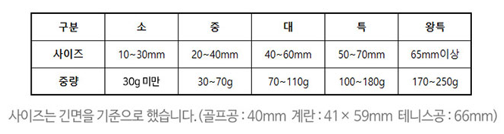 구분 소 중 대 특 왕특
사이즈 10~30mm 20~40mm 40~60mm 50~70mm 65mm이상
중량 30g 미만 30~70g 70~110g 100~180g 170~250g
사이즈는 긴면을 기준으로 했습니다. (골프공 : 40mm 계란 : 41 × 59mm 테니스공 : 66mm)